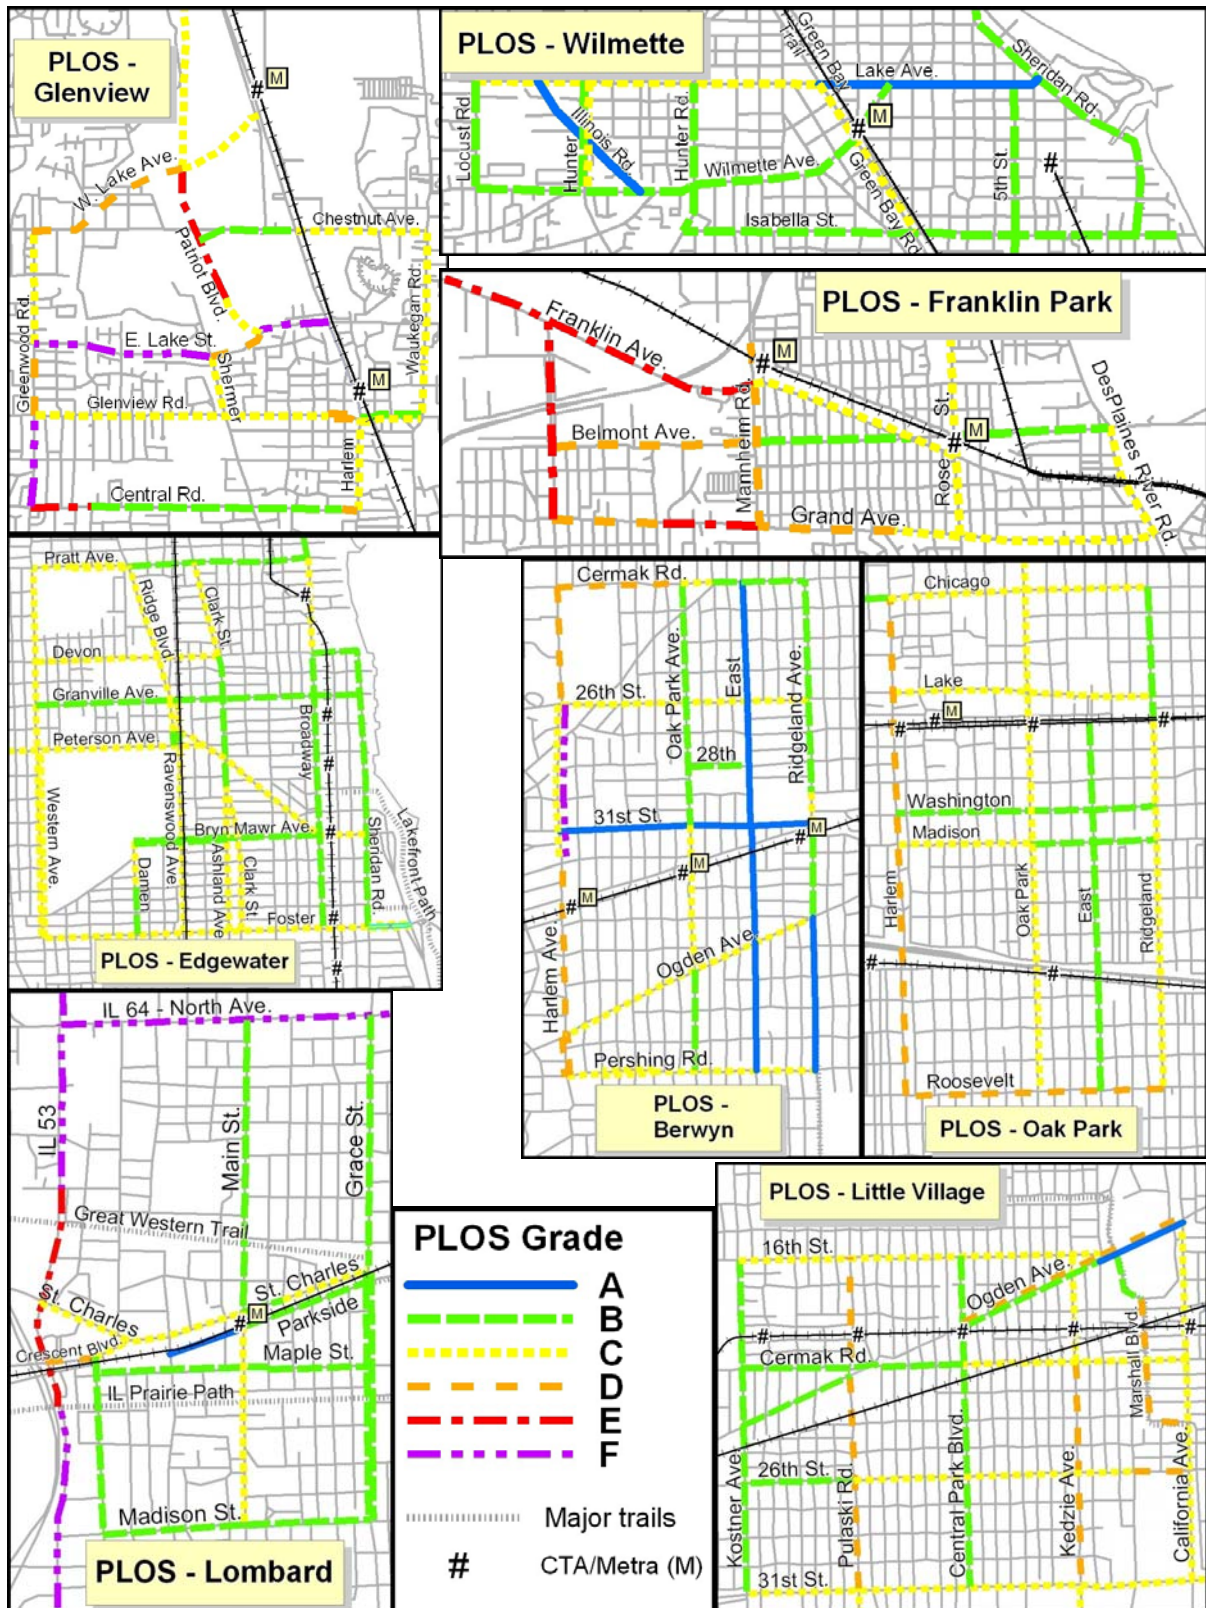 PLOS -
Glenview
M
W. Lake Ave.
Chestnut Ave.
Patriot Blvd.
Greenwood Rd.
Waukegan Rd.
E. Lake St.
Shermer
M
Glenview Rd.
Harlem
Central Rd.
PLOS - Wilmette
Green Bay
Trail
Lake Ave.
Sheridan Rd.
Locust Rd
Illinois Rd.
Hunter
Hunter Rd.
M
Wilmette Ave.
Green Bay Rd.
5th St.
Isabella St.
PLOS - Franklin Park
Franklin Ave.
M
Mannheim Rd.
Belmont Ave.
Rose St.
M
DesPlaines River Rd.
Grand Ave.
Pratt Ave.
Ridge Blvd
Clark St.
Devon
Granville Ave.
Broadway
Peterson Ave.
Ravenswood Ave.
Western Ave.
Bryn Mawr Ave.
Damen
Ashland Ave
Clark St.
Sheridan Rd.
Lakefront Path
Foster
PLOS - Edgewater
Cermak Rd.
Oak Park Ave.
East
Ridgeland Ave.
26th St.
28th
31st St.
M
M
M
Harlem Ave.
Ogden Ave.
Pershing Rd.
PLOS -
Berwyn
Chicago
Lake
M
Washington
Madison
Harlem
Oak Park
East
Ridgeland
Roosevelt
PLOS - Oak Park
IL 64 - North Ave.
IL 53
Main St.
Grace St.
Great Western Trail
St. Charles
St. Charles
M
Parkside
Crescent Blvd.
Maple St.
IL Prairie Path
Madison St.
PLOS - Lombard
PLOS Grade
A
B
C
D
E
F
Major trails
# CTA/Metra (M)
PLOS - Little Village
16th St.
Ogden Ave.
Cermak Rd.
Marshall Blvd.
26th St.
Kostner Ave.
Pulaski Rd.
Central Park Blvd.
Kedzie Ave.
California Ave.
31st St.